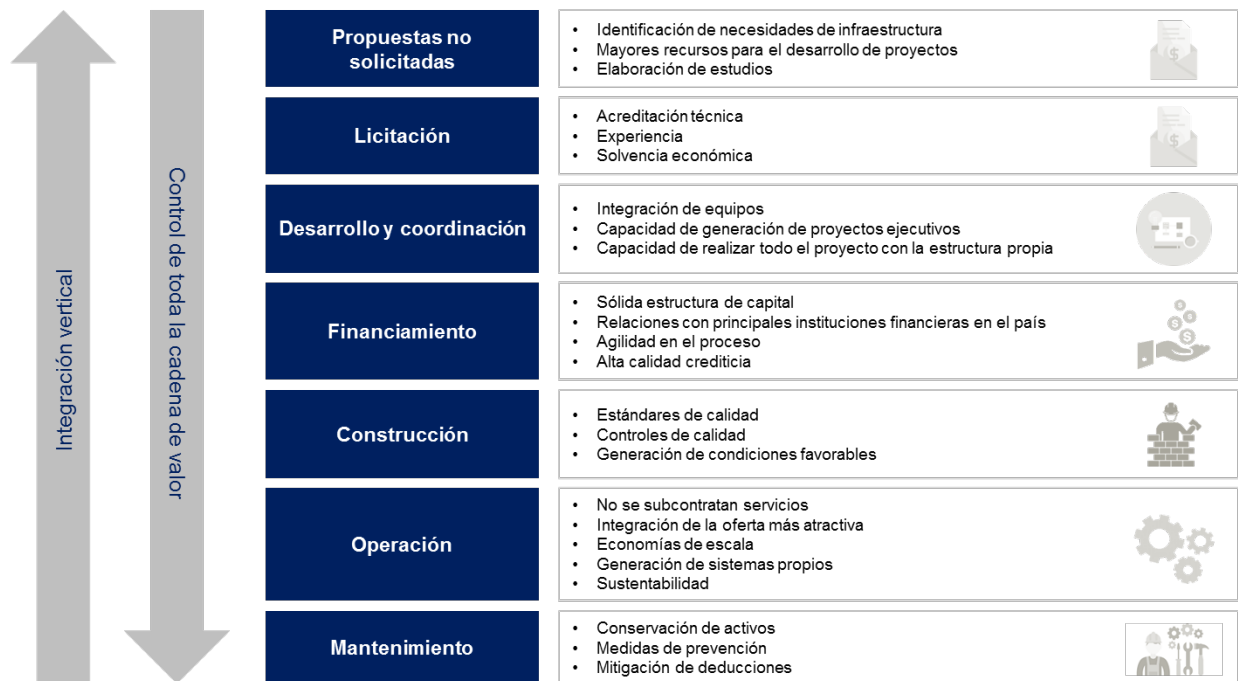 Integración vertical
Control de toda la cadena de valor
Propuestas no
solicitadas
• Identificación de necesidades de infraestructura
• Mayores recursos para el desarrollo de proyectos
• Elaboración de estudios
$
Licitación
• Acreditación técnica
• Experiencia
• Solvencia económica
$
Desarrollo y coordinación
• Integración de equipos
• Capacidad de generación de proyectos ejecutivos
• Capacidad de realizar todo el proyecto con la estructura propia
Financiamiento
• Sólida estructura de capital
• Relaciones con principales instituciones financieras en el país
• Agilidad en el proceso
• Alta calidad crediticia
$
$ $
$
Construcción
• Estándares de calidad
• Controles de calidad
• Generación de condiciones favorables
Operación
• No se subcontratan servicios
• Integración de la oferta más atractiva
• Economías de escala
• Generación de sistemas propios
• Sustentabilidad
Mantenimiento
• Conservación de activos
• Medidas de prevención
• Mitigación de deducciones